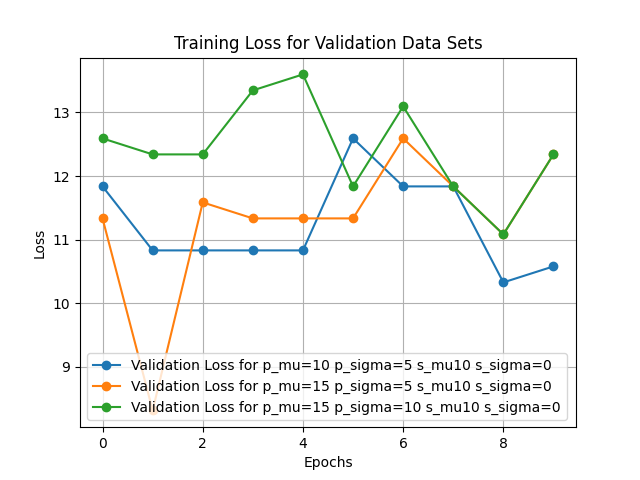 Training Loss for Validation Data Sets
13
12
11
10
9
Loss
Validation Loss for p_mu=10 p_sigma=5 s_mu10 s_sigma=0
Validation Loss for p_mu=15 p_sigma=5 s_mu10 s_sigma=0
Validation Loss for p_mu=15 p_sigma=10 s_mu10 s_sigma=0
0 2 4 6 8
Epochs